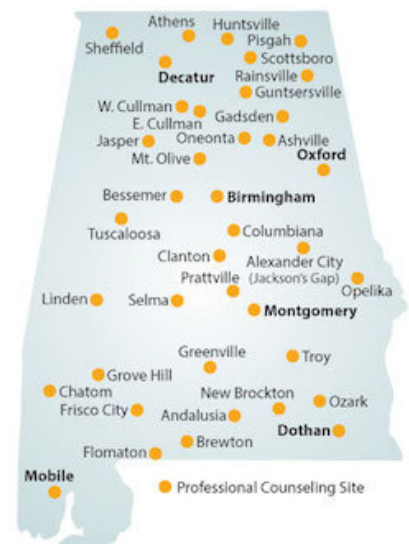 Athens
Huntsville
Sheffield
Pisgah
Scottsboro
Decatur
Rainsville
Guntsersville
W. Cullman
E. Cullman
Gadsden
Jasper
Oneonta
Ashville
Mt. Olive
Oxford
Bessemer
Birmingham
Tuscaloosa
Columbiana
Clanton
Alexander City
(Jackson's Gap)
Prattville
Opelika
Linden
Selma
Montgomery
Greenville
Troy
Grove Hill
Chatom
New Brockton
Ozark
Frisco City
Andalusia
Dothan
Brewton
Flomaton
Mobile
Professional Counseling Site